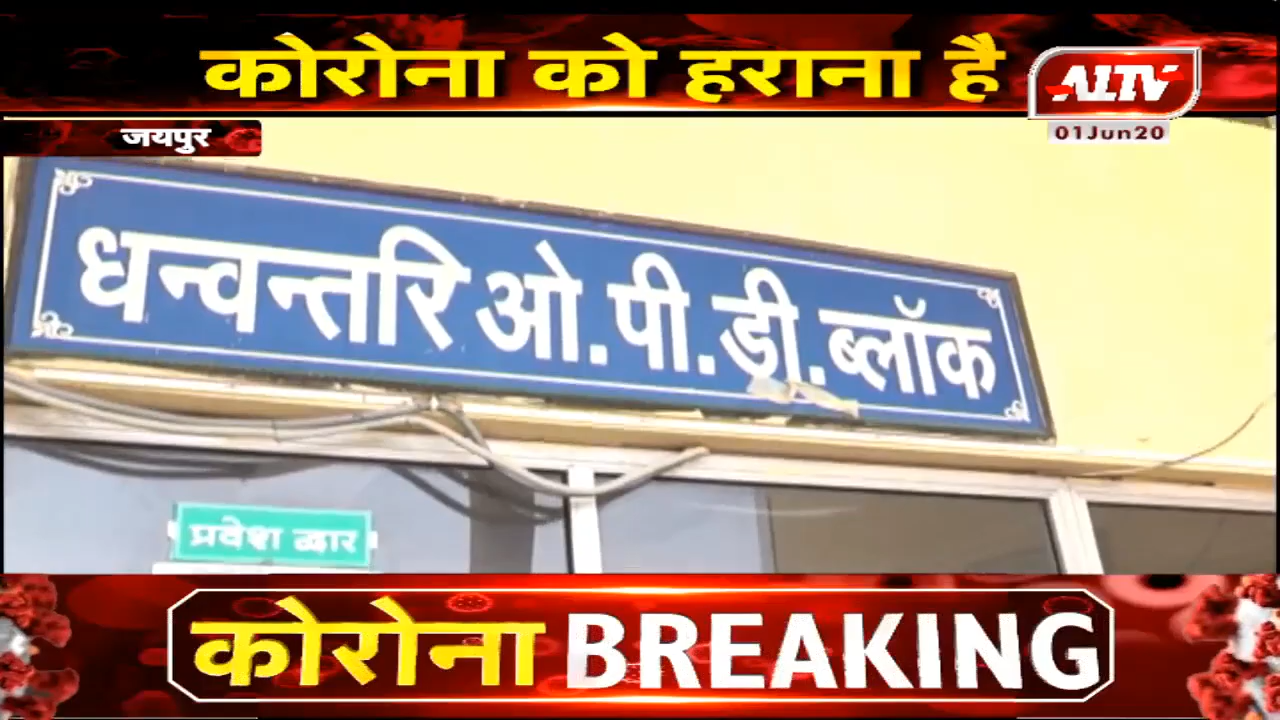 कोरोना को हराना है
ALTV
01Jun20
जयपुर
धन्वन्तरि ओ.पी.डी.ब्लॉक
प्रवेश द्वार
कोरोना BREAKING